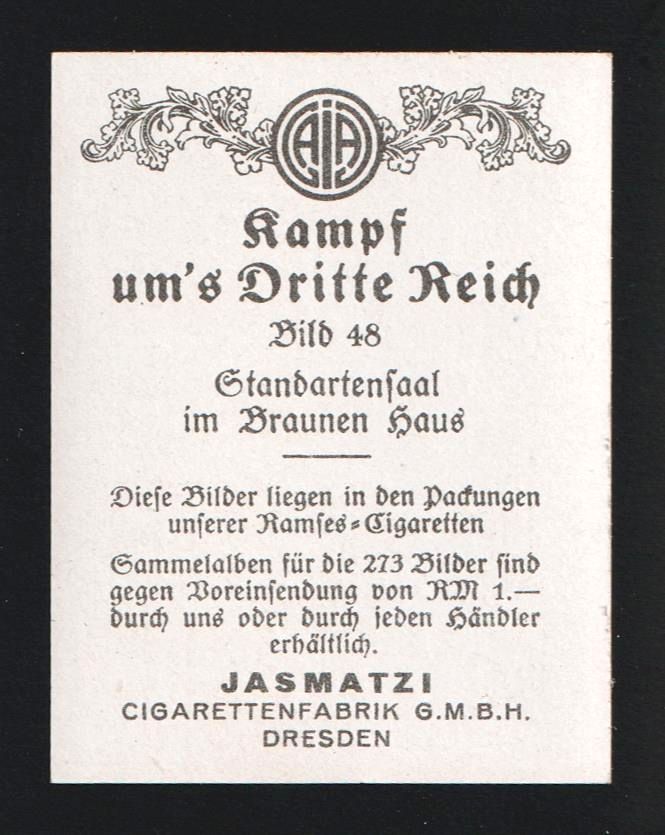 AJA
Kampf
um's Dritte Reich
Bild 48
Standartensaal
im Braunen Haus
Diese Bilder liegen in den Packungen
unserer Ramses-Cigaretten
Sammelalben für die 273 Bilder sind
gegen Voreinsendung von RM 1.—
durch uns oder durch jeden Händler
erhältlich.
JASMATZI
CIGARETTENFABRIK G.M.B.H.
DRESDEN